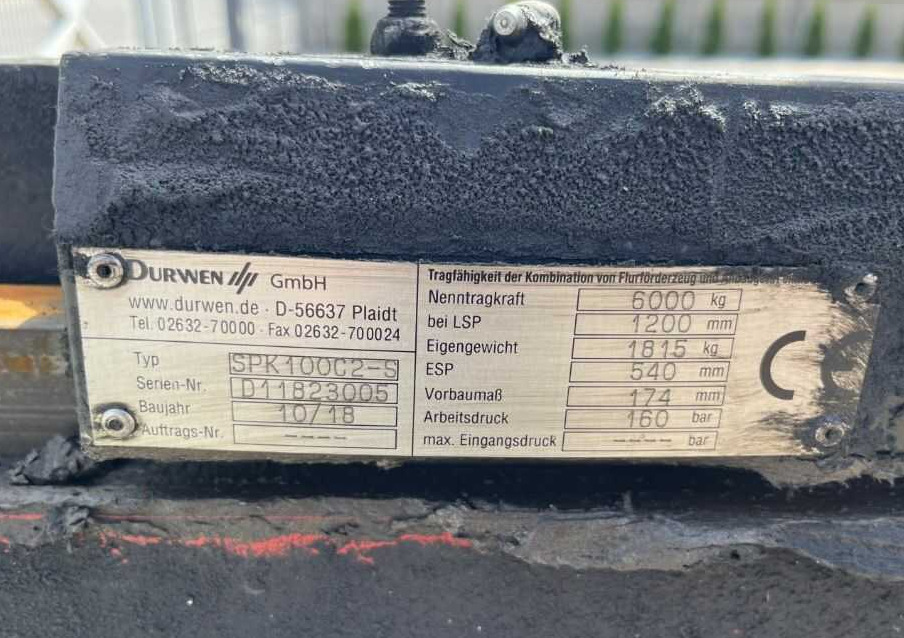 DURWEN GmbH
www.durwen.de · D-56637 Plaidt
Tel. 02632-70000 · Fax 02632-700024
Typ SPK100C2-S
Serien-Nr. D11823005
Baujahr 10/18
Auftrags-Nr. ----
Tragfähigkeit der Kombination von Flurförderzeug und
Nenntragkraft 6000 kg
bei LSP 1200 mm
Eigengewicht 1815 kg
ESP 540 mm
Vorbaumaß 174 mm
Arbeitsdruck 160 bar
max. Eingangsdruck ---- bar
CE